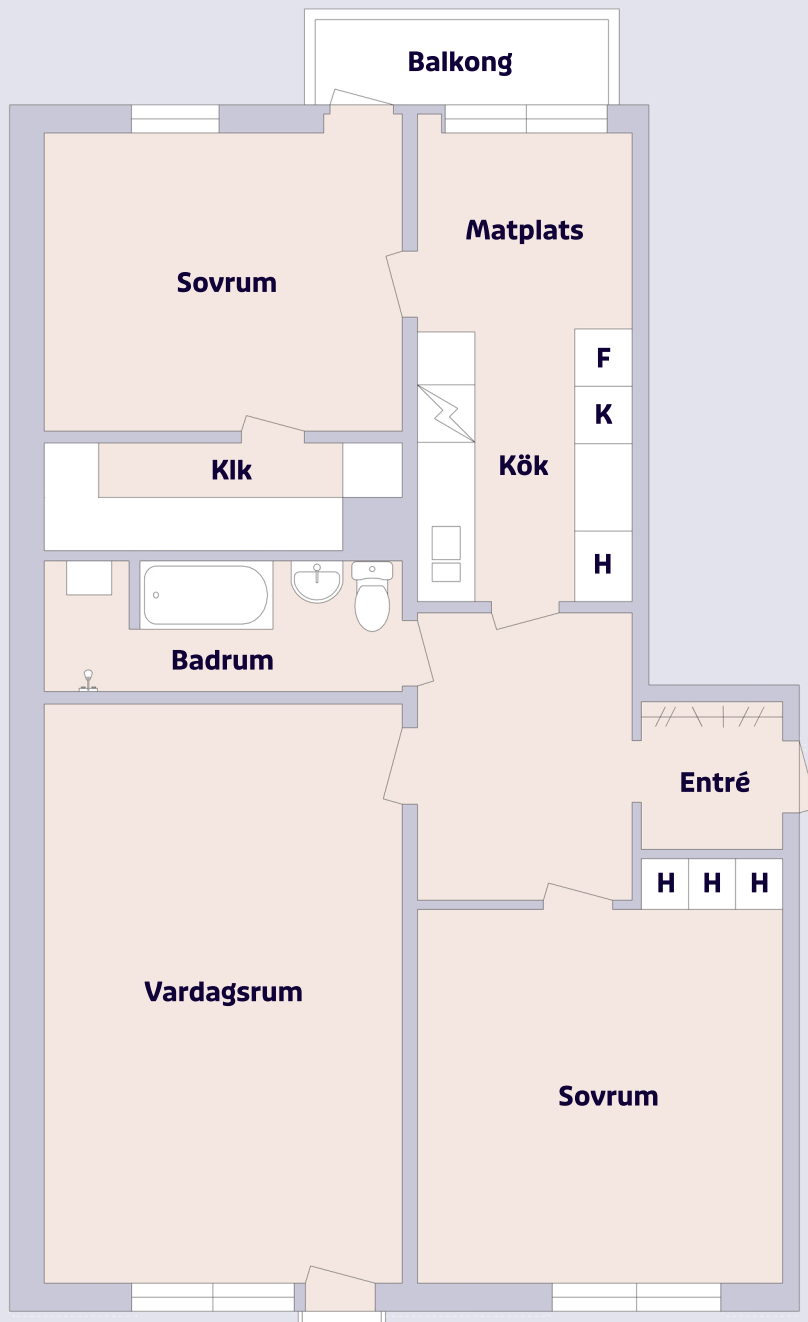 Balkong
Matplats
Sovrum
F
K
Kök
Klk
H
Badrum
Entré
H H H
Vardagsrum
Sovrum